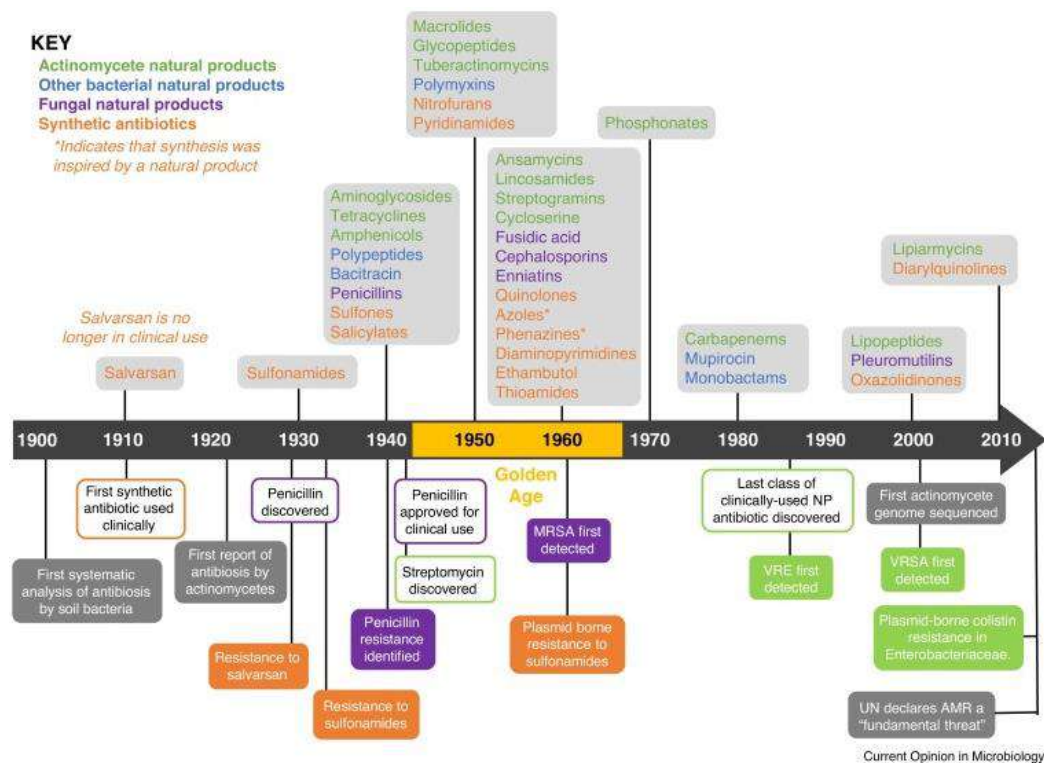 KEY
Actinomycete natural products
Other bacterial natural products
Fungal natural products
Synthetic antibiotics
*Indicates that synthesis was
inspired by a natural product
Macrolides
Glycopeptides
Tuberactinomycins
Polymyxins
Nitrofurans
Pyridinamides
Phosphonates
Aminoglycosides
Tetracyclines
Amphenicols
Polypeptides
Bacitracin
Penicillins
Sulfones
Salicylates
Ansamycins
Lincosamides
Streptogramins
Cycloserine
Fusidic acid
Cephalosporins
Enniatins
Quinolones
Azoles*
Phenazines*
Diaminopyrimidines
Ethambutol
Thioamides
Lipiarmycins
Diarylquinolines
Salvarsan is no
longer in clinical use
Salvarsan
Sulfonamides
Carbapenems
Mupirocin
Monobactams
Lipopeptides
Pleuromutilins
Oxazolidinones
1900 1910 1920 1930 1940 1950 1960 1970 1980 1990 2000 2010
Golden
Age
First synthetic
antibiotic used
clinically
Penicillin
discovered
Penicillin
approved for
clinical use
MRSA first
detected
Last class of
clinically-used NP
antibiotic discovered
First actinomycete
genome sequenced
First systematic
analysis of antibiosis
by soil bacteria
First report of
antibiosis by
actinomycetes
Streptomycin
discovered
VRE first
detected
VRSA first
detected
Resistance to
salvarsan
Penicillin
resistance
identified
Plasmid borne
resistance to
sulfonamides
Plasmid-borne colistin
resistance in
Enterobacteriaceae.
Resistance to
sulfonamides
UN declares AMR a
“fundamental threat”
Current Opinion in Microbiology